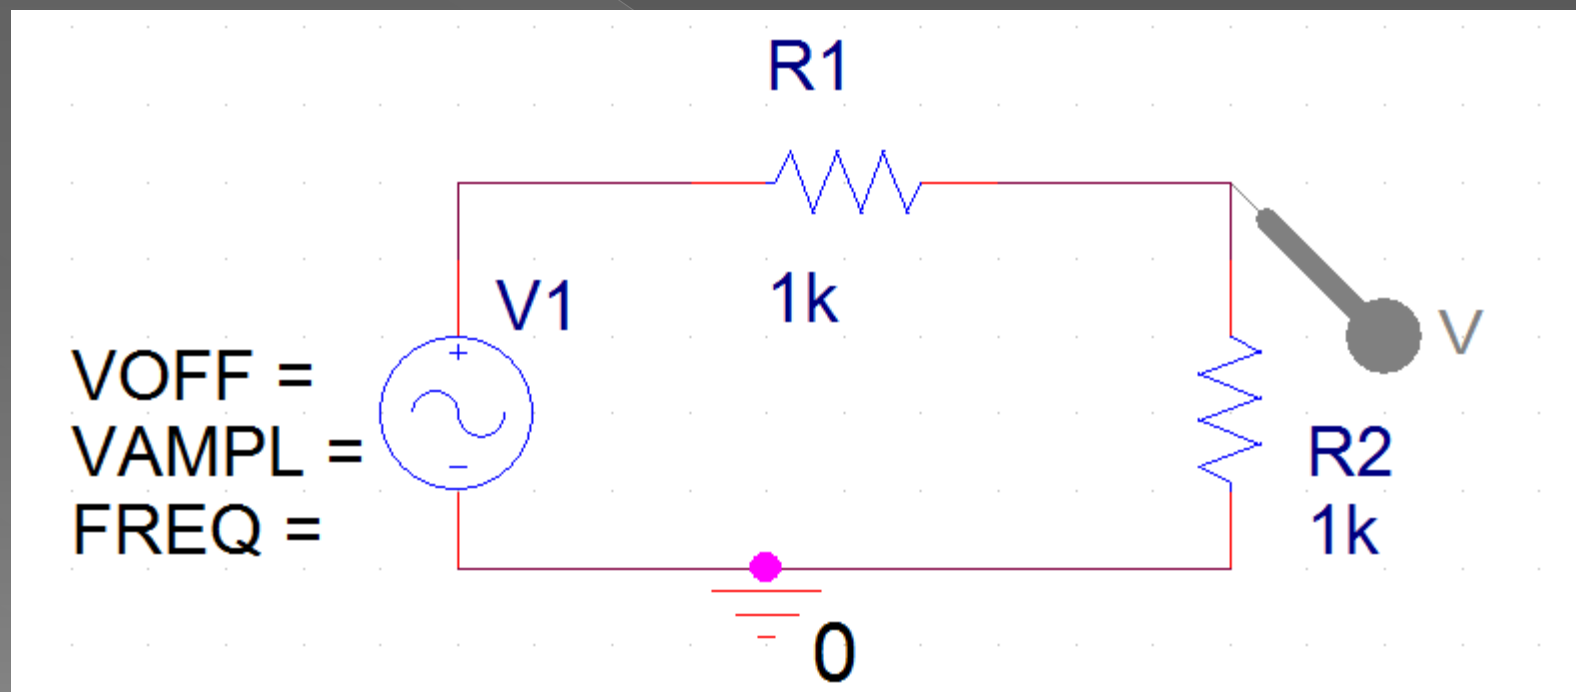 R1
1k
V1
VOFF =
VAMPL =
FREQ =
V
R2
1k
0